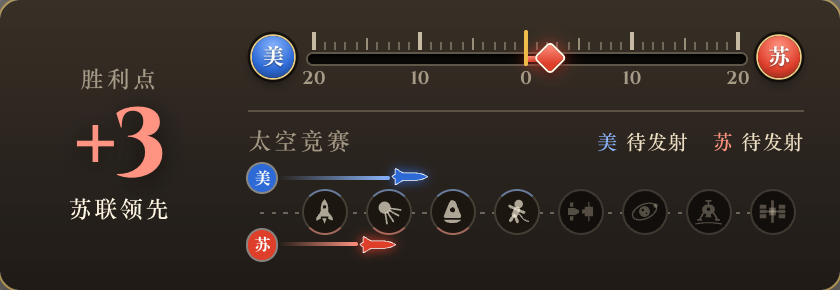 胜利点
+3
苏联领先
美 苏
20 10 0 10 20
太空竞赛 美 待发射 苏 待发射
美
苏